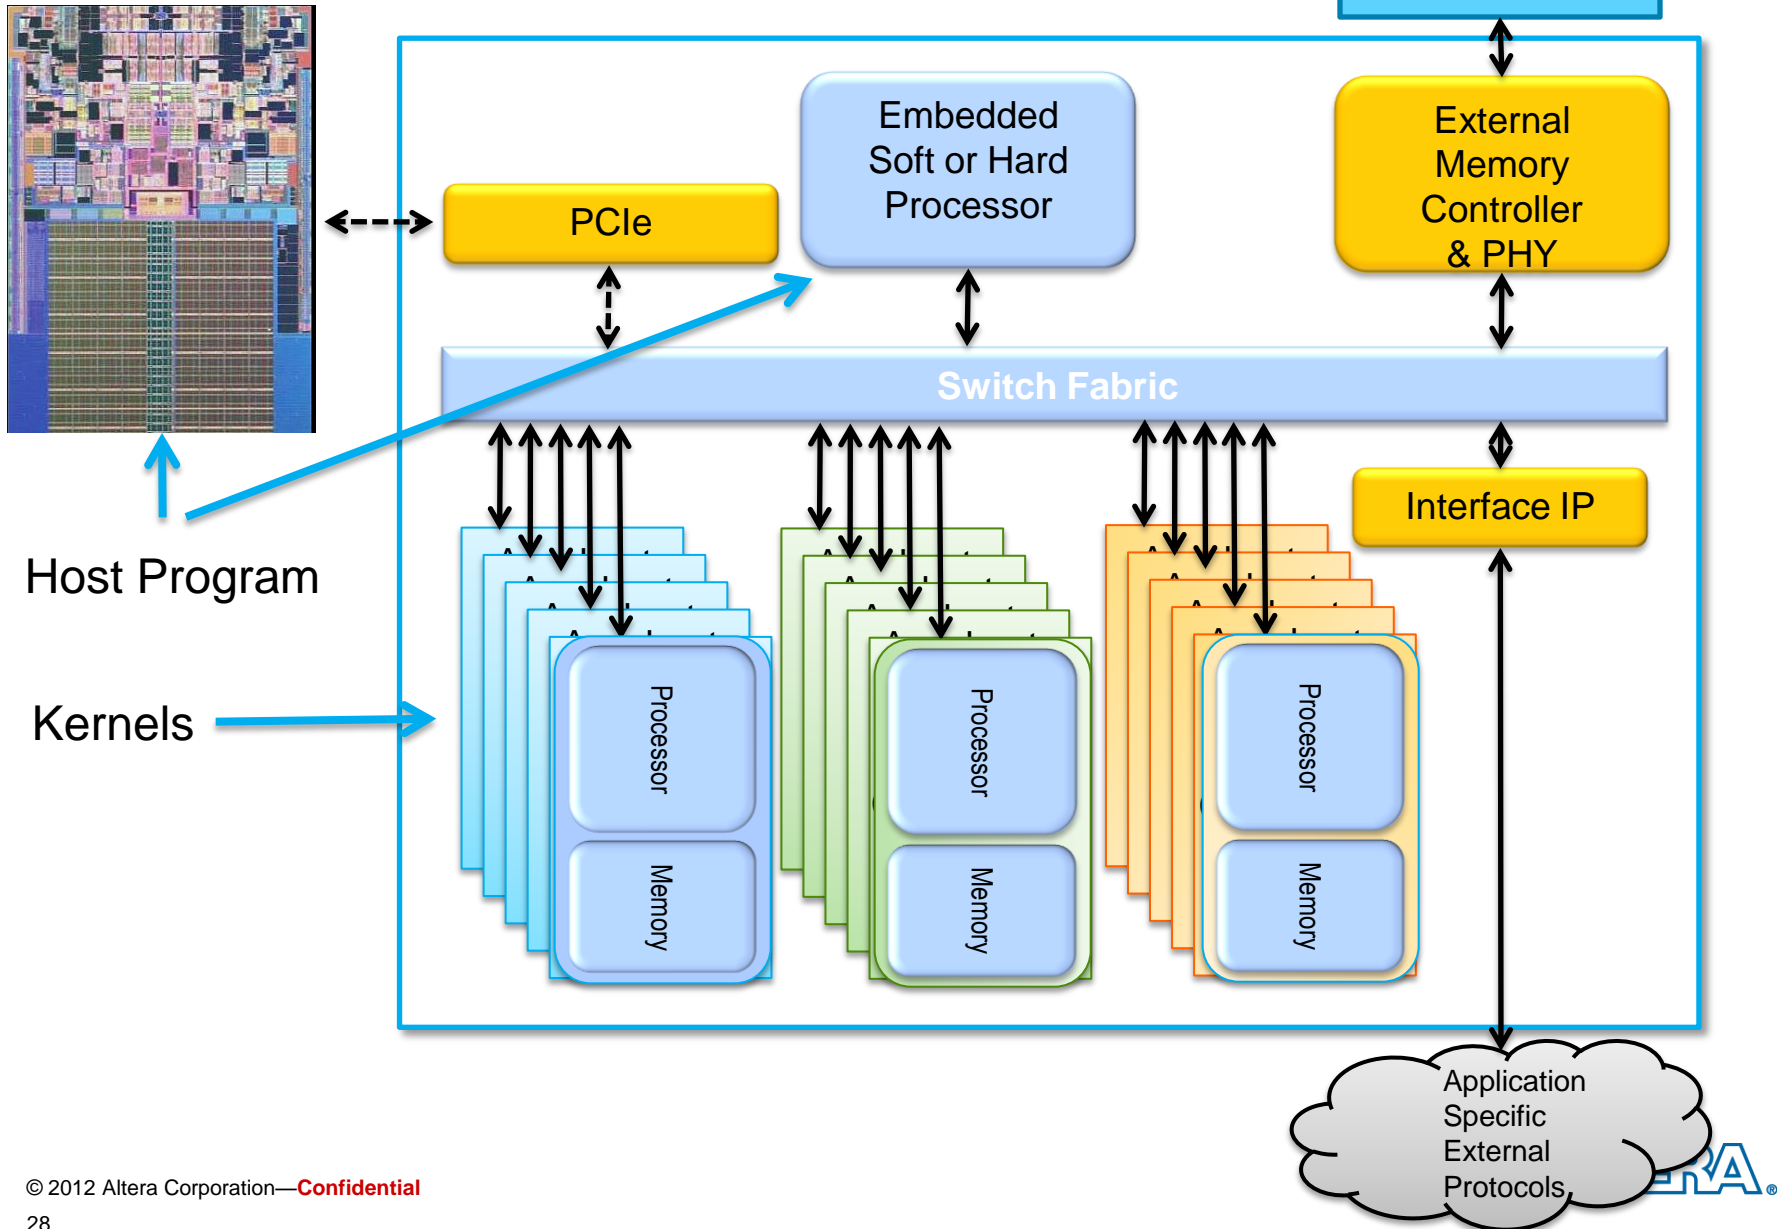 Embedded
Soft or Hard
Processor
External
Memory
Controller
& PHY
PCIe
Switch Fabric
Interface IP
Host Program
Kernels
Processor
Memory
Processor
Memory
Processor
Memory
Application
Specific
External
Protocols
© 2012 Altera Corporation—Confidential
28